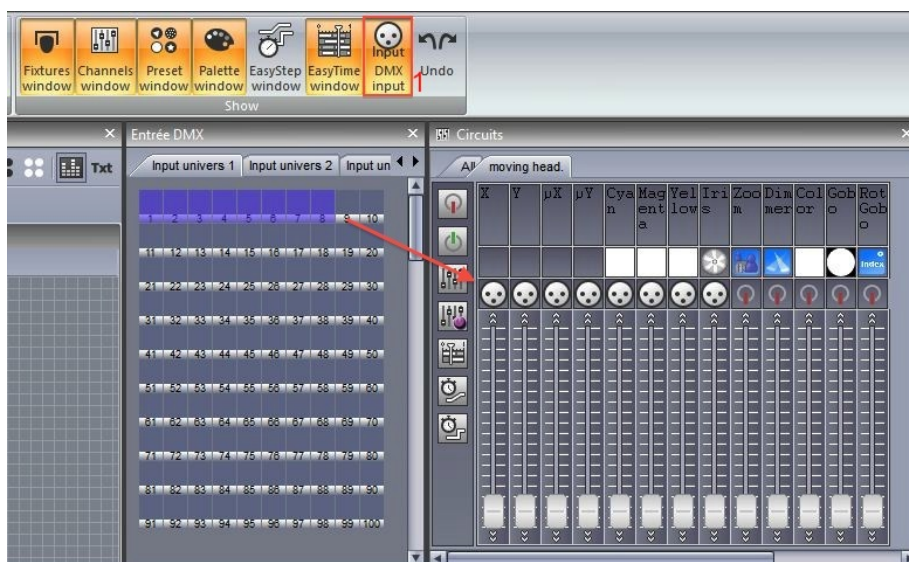 Fixtures window Channels window Preset window Palette window EasyStep window EasyTime window Input DMX input 1 Undo
Show
Entrée DMX
Circuits
Txt
Input univers 1 Input univers 2 Input un
All moving head.
X Y µX µY Cyan Magenta Yellow Iris Zoom Dimmer Color Gobo Rot Gobo
Index
1 2 3 4 5 6 7 8 9 10
11 12 13 14 15 16 17 18 19 20
21 22 23 24 25 26 27 28 29 30
31 32 33 34 35 36 37 38 39 40
41 42 43 44 45 46 47 48 49 50
51 52 53 54 55 56 57 58 59 60
61 62 63 64 65 66 67 68 69 70
71 72 73 74 75 76 77 78 79 80
81 82 83 84 85 86 87 88 89 90
91 92 93 94 95 96 97 98 99 100